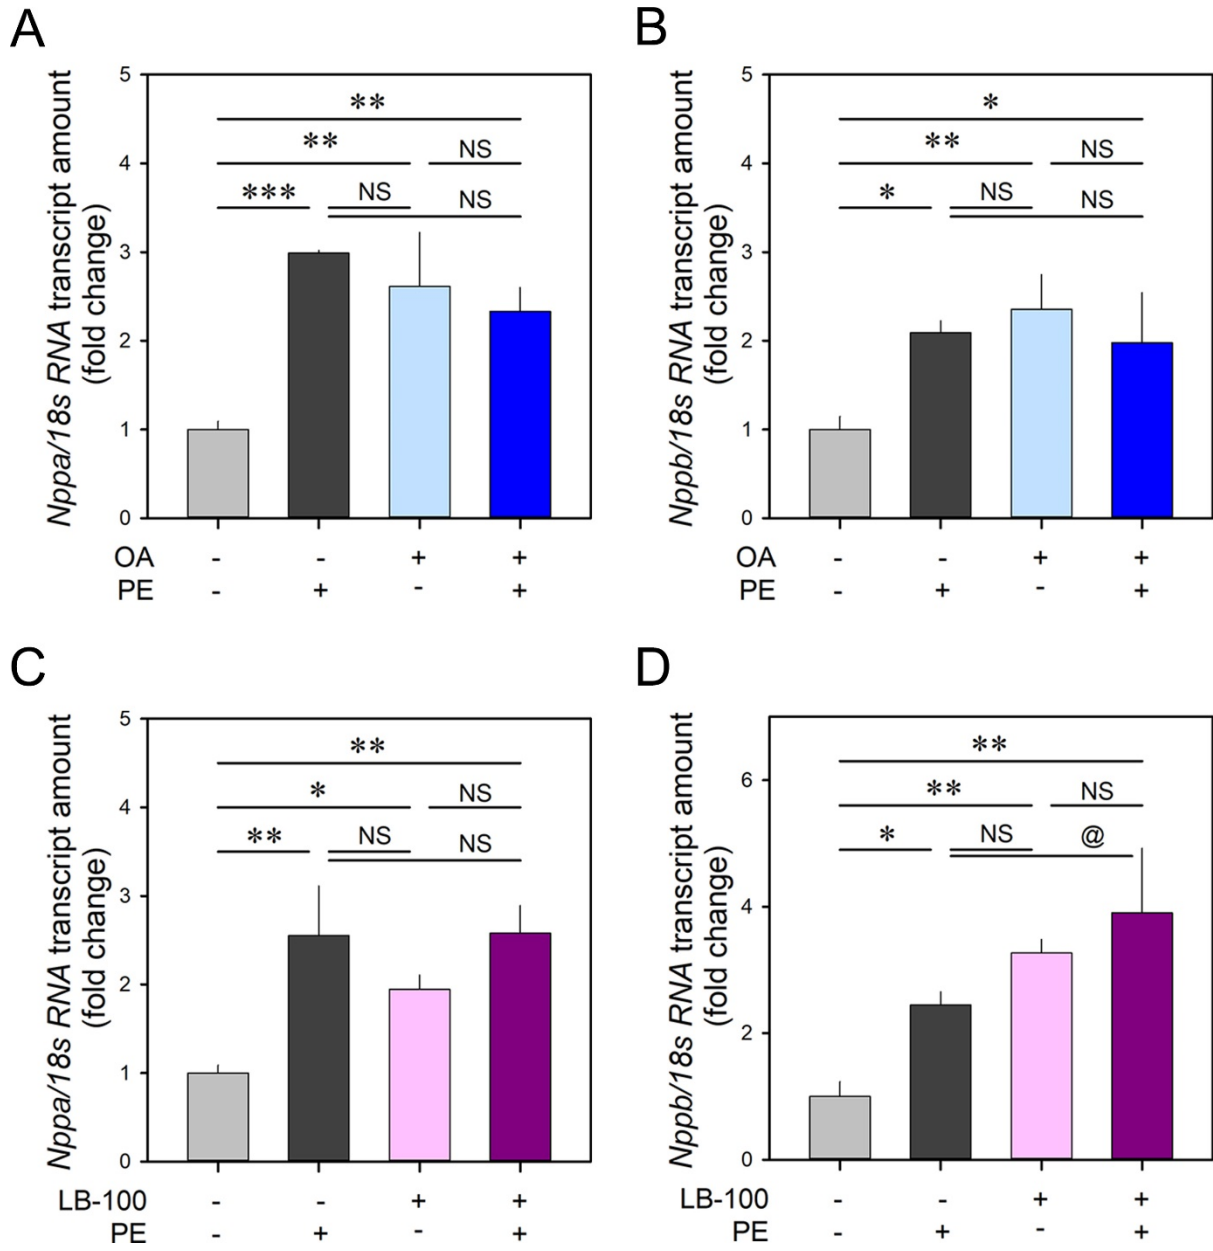 A
Nppa/18s RNA transcript amount
(fold change)
5
4
3
2
1
0
**
**
NS
***
NS
NS
OA - - + +
PE - + - +
B
Nppb/18s RNA transcript amount
(fold change)
5
4
3
2
1
0
*
**
NS
*
NS
NS
OA - - + +
PE - + - +
C
Nppa/18s RNA transcript amount
(fold change)
5
4
3
2
1
0
**
*
NS
**
NS
NS
LB-100 - - + +
PE - + - +
D
Nppb/18s RNA transcript amount
(fold change)
6
4
2
0
**
**
NS
*
NS
@
LB-100 - - + +
PE - + - +